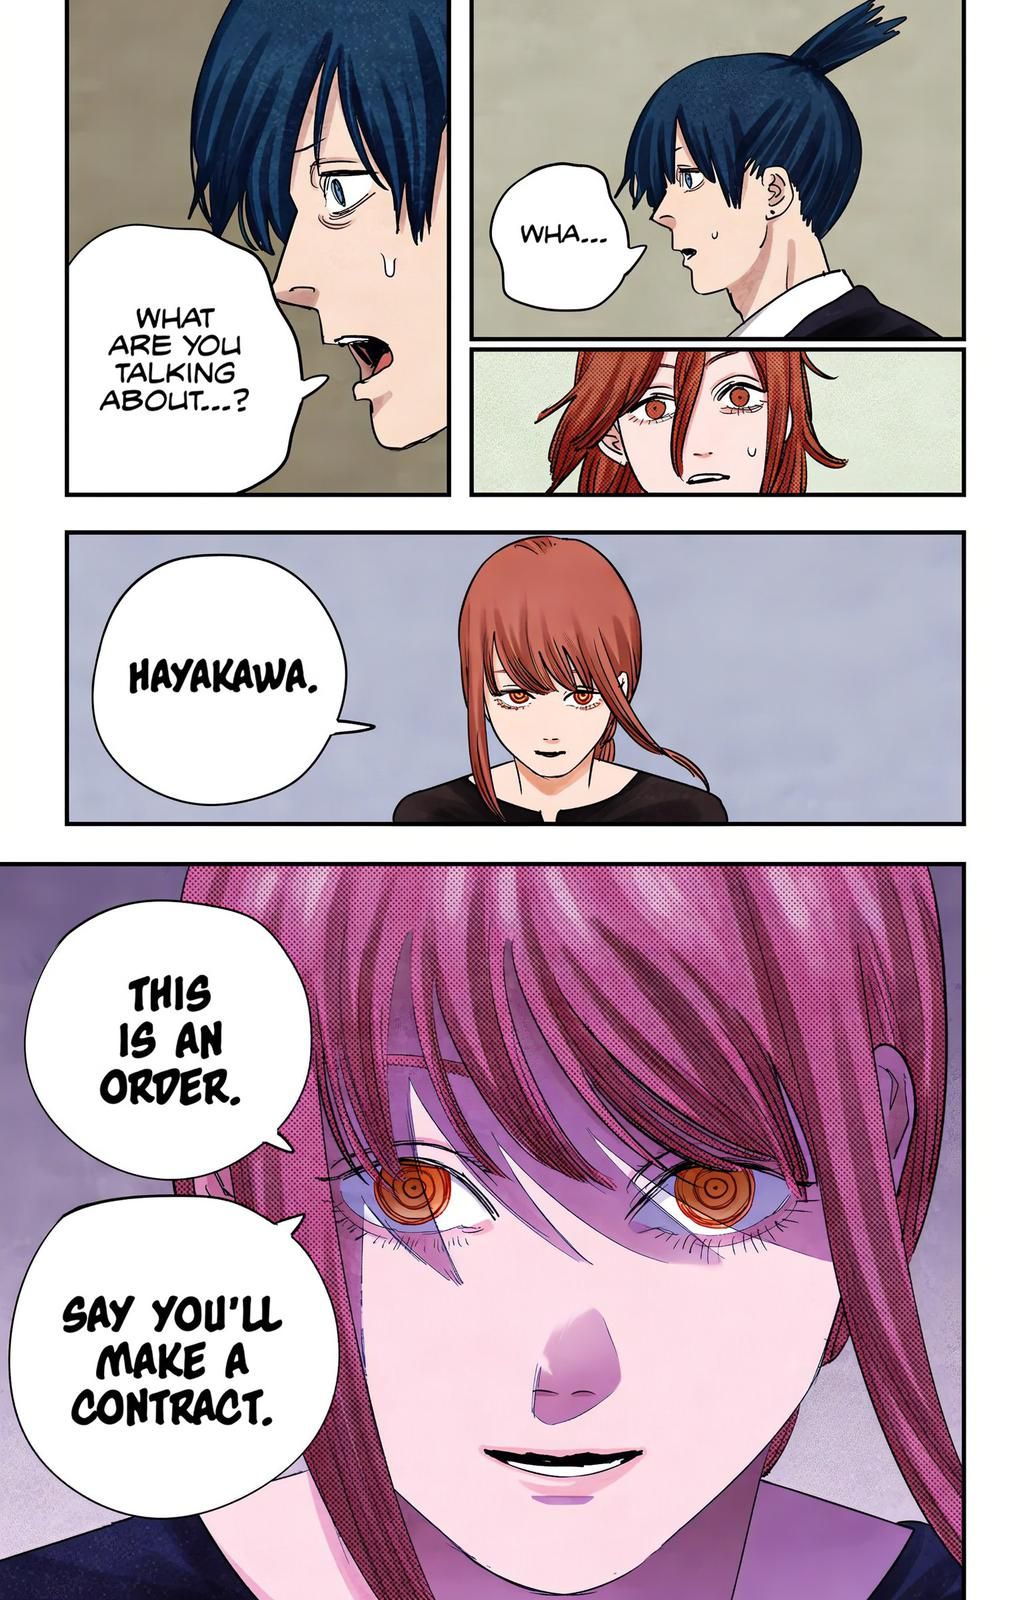 WHA...
WHAT
ARE YOU
TALKING
ABOUT...?
HAYAKAWA.
THIS
IS AN
ORDER.
SAY YOU'LL
MAKE A
CONTRACT.